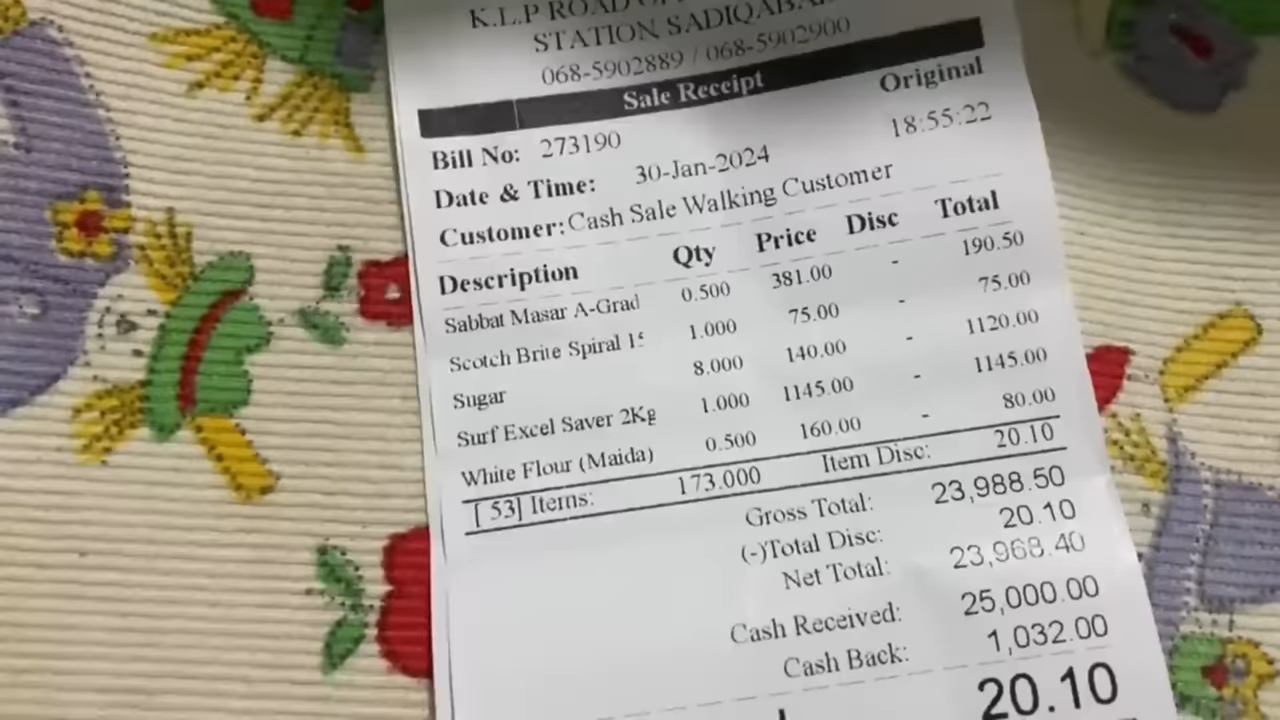 K.L.P ROAD
STATION SADIQABA
068-5902889 / 068-5902900
Sale Receipt
Original
Bill No: 273190
18:55:22
Date & Time: 30-Jan-2024
Customer: Cash Sale Walking Customer
Description Qty Price Disc Total
Sabbat Masar A-Grad 0.500 381.00 - 190.50
Scotch Brite Spiral 15 1.000 75.00 - 75.00
Sugar 8.000 140.00 - 1120.00
Surf Excel Saver 2Kg 1.000 1145.00 - 1145.00
White Flour (Maida) 0.500 160.00 - 80.00
[ 53] Items: 173.000 Item Disc: 20.10
Gross Total: 23,988.50
(-)Total Disc: 20.10
Net Total: 23,968.40
Cash Received: 25,000.00
Cash Back: 1,032.00
20.10